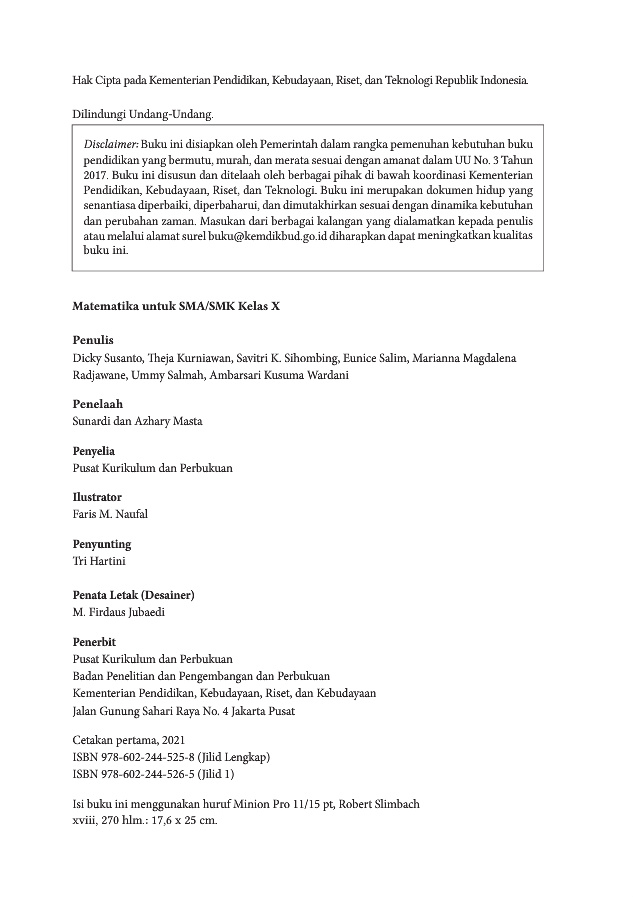 Hak Cipta pada Kementerian Pendidikan, Kebudayaan, Riset, dan Teknologi Republik Indonesia.
Dilindungi Undang-Undang.
Disclaimer: Buku ini disiapkan oleh Pemerintah dalam rangka pemenuhan kebutuhan buku
pendidikan yang bermutu, murah, dan merata sesuai dengan amanat dalam UU No. 3 Tahun
2017. Buku ini disusun dan ditelaah oleh berbagai pihak di bawah koordinasi Kementerian
Pendidikan, Kebudayaan, Riset, dan Teknologi. Buku ini merupakan dokumen hidup yang
senantiasa diperbaiki, diperbaharui, dan dimutakhirkan sesuai dengan dinamika kebutuhan
dan perubahan zaman. Masukan dari berbagai kalangan yang dialamatkan kepada penulis
atau melalui alamat surel buku@kemdikbud.go.id diharapkan dapat meningkatkan kualitas
buku ini.
Matematika untuk SMA/SMK Kelas X
Penulis
Dicky Susanto, Theja Kurniawan, Savitri K. Sihombing, Eunice Salim, Marianna Magdalena
Radjawane, Ummy Salmah, Ambarsari Kusuma Wardani
Penelaah
Sunardi dan Azhary Masta
Penyelia
Pusat Kurikulum dan Perbukuan
Ilustrator
Faris M. Naufal
Penyunting
Tri Hartini
Penata Letak (Desainer)
M. Firdaus Jubaedi
Penerbit
Pusat Kurikulum dan Perbukuan
Badan Penelitian dan Pengembangan dan Perbukuan
Kementerian Pendidikan, Kebudayaan, Riset, dan Kebudayaan
Jalan Gunung Sahari Raya No. 4 Jakarta Pusat
Cetakan pertama, 2021
ISBN 978-602-244-525-8 (Jilid Lengkap)
ISBN 978-602-244-526-5 (Jilid 1)
Isi buku ini menggunakan huruf Minion Pro 11/15 pt, Robert Slimbach
xviii, 270 hlm.: 17,6 x 25 cm.